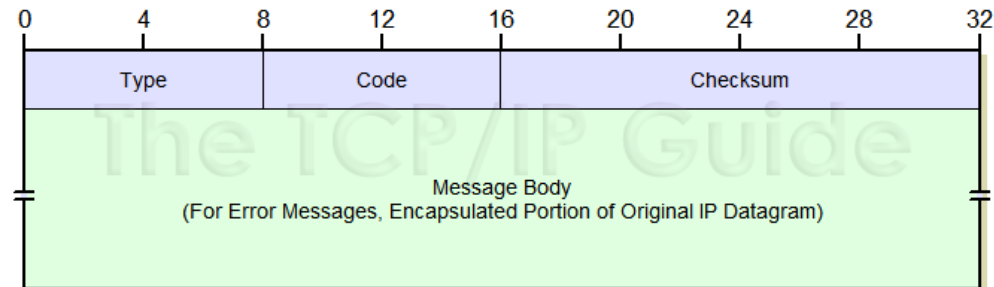 0 4 8 12 16 20 24 28 32
Type Code Checksum
The TCP/IP Guide
Message Body
(For Error Messages, Encapsulated Portion of Original IP Datagram)